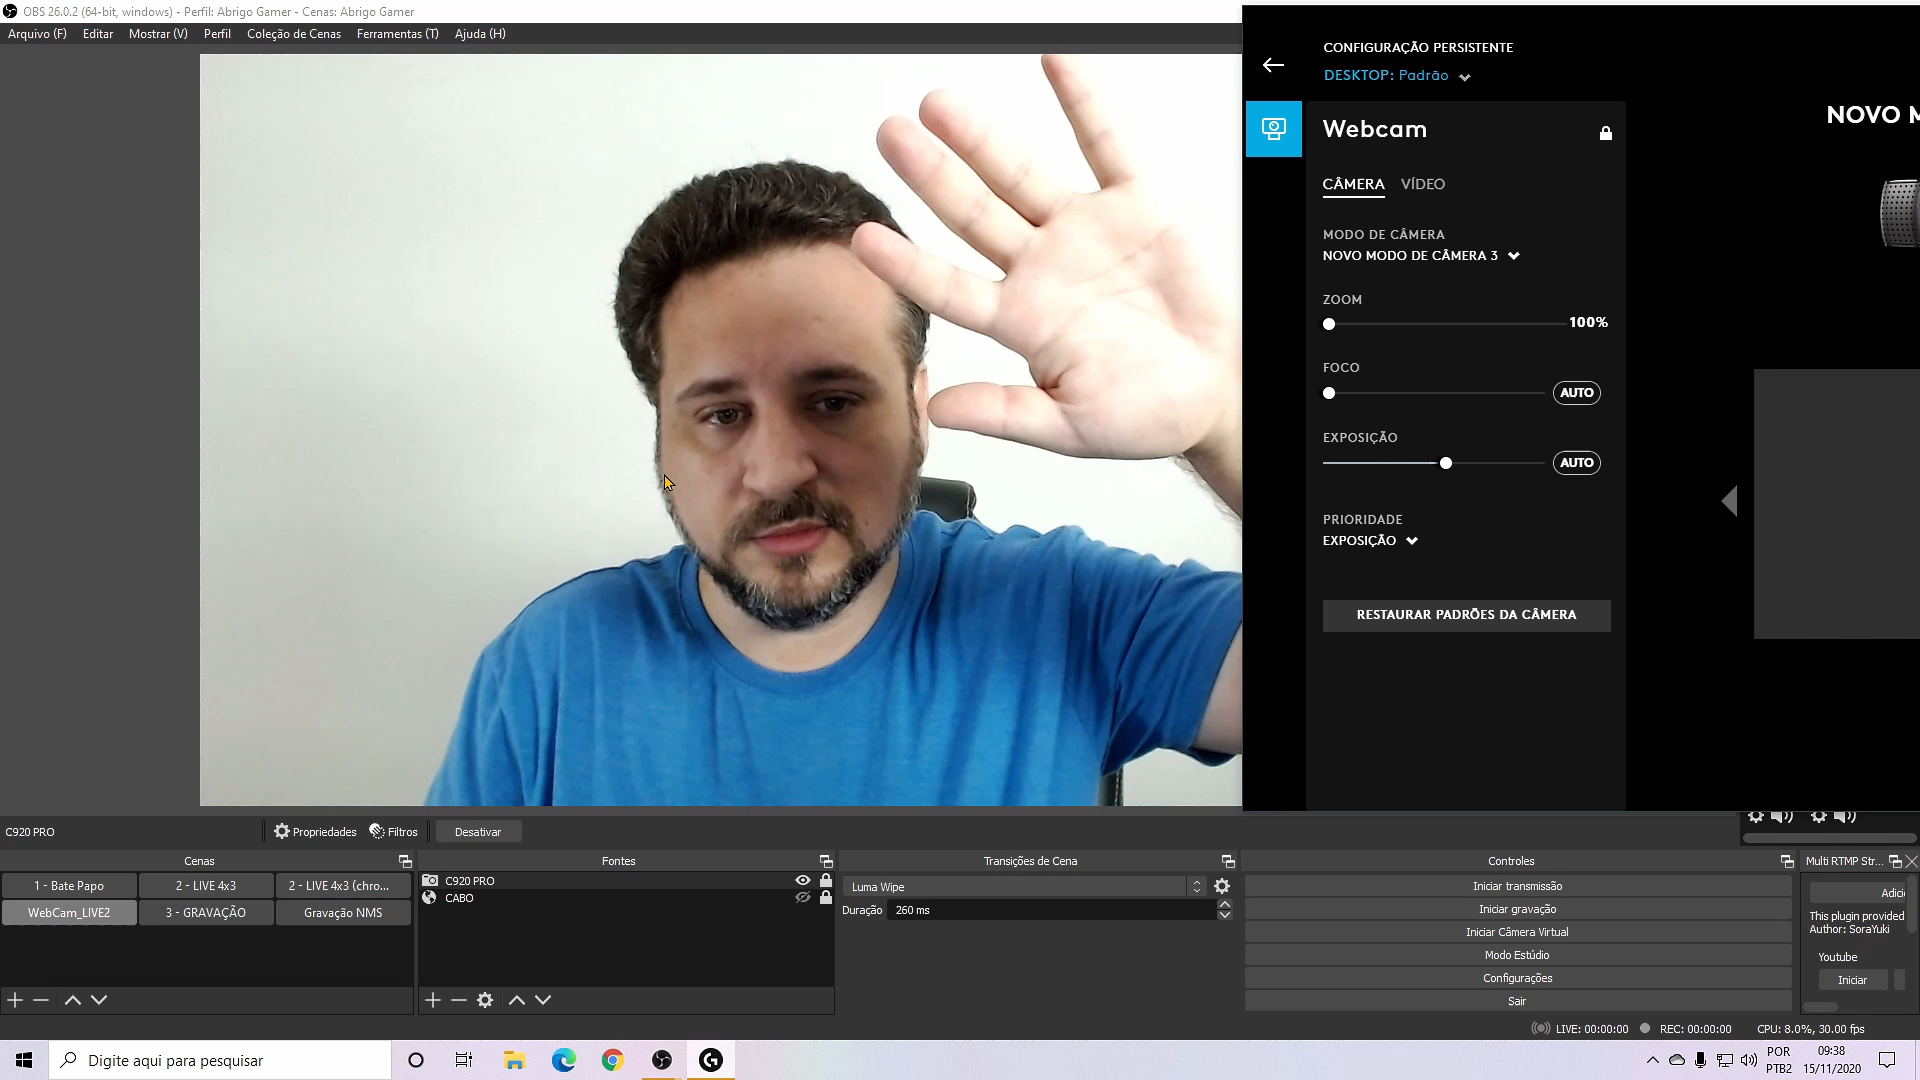 OBS 26.0.2 (64-bit, windows) - Perfil: Abrigo Gamer - Cenas: Abrigo Gamer
Arquivo (F) Editar Mostrar (V) Perfil Coleção de Cenas Ferramentas (T) Ajuda (H)
CONFIGURAÇÃO PERSISTENTE
DESKTOP: Padrão
NOVO M
Webcam
CÂMERA VÍDEO
MODO DE CÂMERA
NOVO MODO DE CÂMERA 3
ZOOM
100%
FOCO
AUTO
EXPOSIÇÃO
AUTO
PRIORIDADE
EXPOSIÇÃO
RESTAURAR PADRÕES DA CÂMERA
C920 PRO Propriedades Filtros Desativar
Cenas
1 - Bate Papo 2 - LIVE 4x3 2 - LIVE 4x3 (chro...
WebCam_LIVE2 3 - GRAVAÇÃO Gravação NMS
Fontes
C920 PRO
CABO
Transições de Cena
Luma Wipe
Duração 260 ms
Controles
Iniciar transmissão
Iniciar gravação
Iniciar Câmera Virtual
Modo Estúdio
Configurações
Sair
Multi RTMP Str...
Adici
This plugin provided
Author: SoraYuki
Youtube
Iniciar
LIVE: 00:00:00 REC: 00:00:00 CPU: 8.0%, 30.00 fps
Digite aqui para pesquisar
POR
PTB2
09:38
15/11/2020